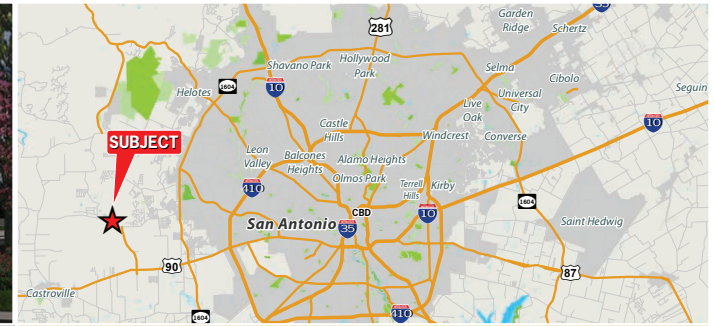 Garden
Ridge
Schertz
35
281
Hollywood
Park
Shavano Park
Selma
Cibolo
Helotes
1604
10
Universal
City
Seguin
Live
Oak
10
Castle
Hills
Windcrest
Converse
SUBJECT
Leon
Valley
Balcones
Heights
Alamo Heights
Olmos Park
410
Terrell
Hills
Kirby
1604
CBD
10
San Antonio
35
Saint Hedwig
90
87
Castroville
1604
410